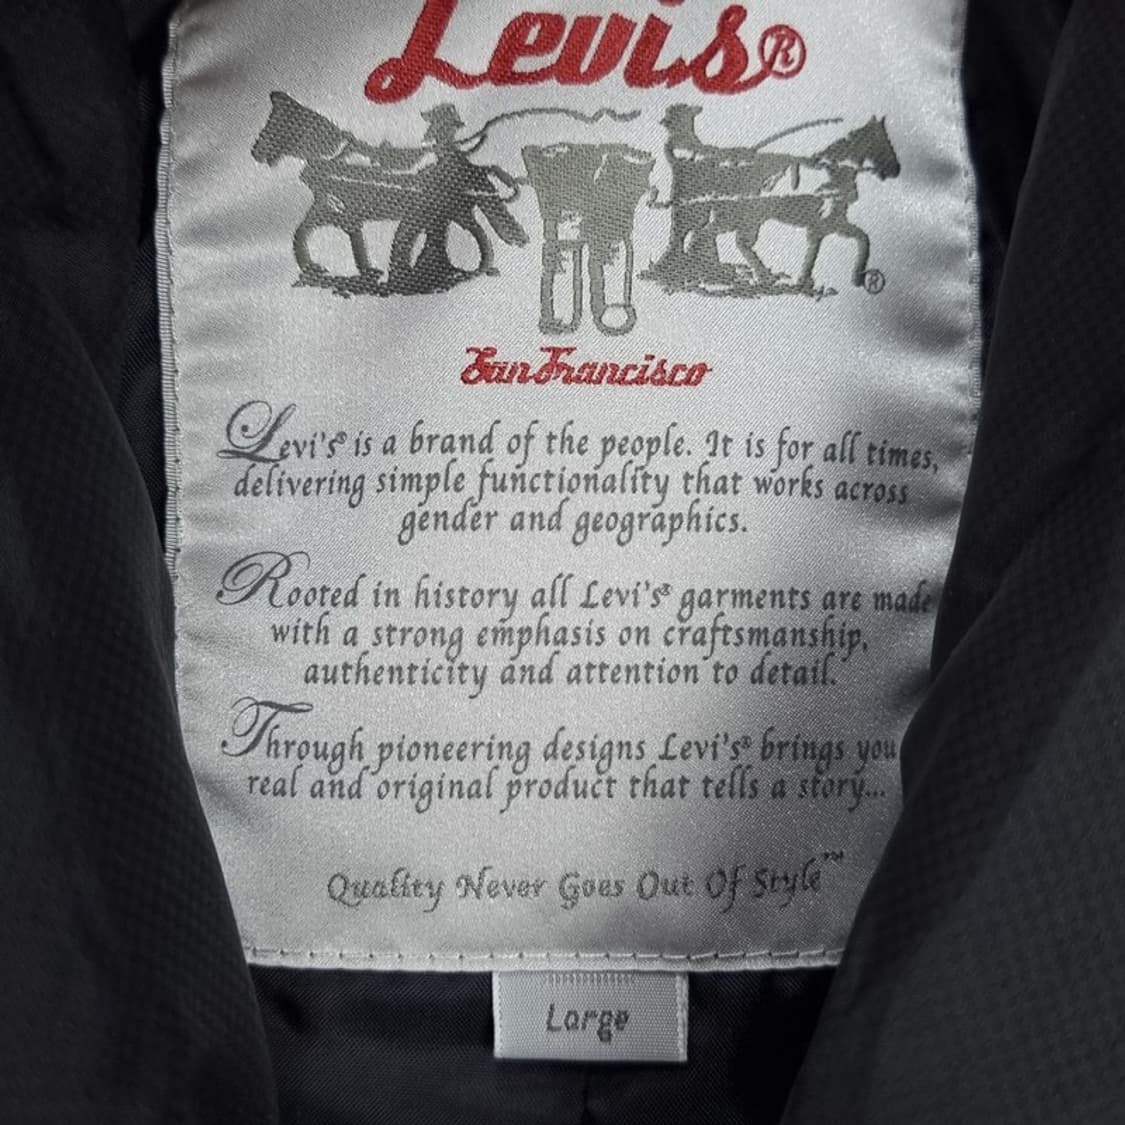 Levi's®
®
San Francisco
Levi's® is a brand of the people. It is for all times,
delivering simple functionality that works across
gender and geographics.
Rooted in history all Levi's® garments are made
with a strong emphasis on craftsmanship,
authenticity and attention to detail.
Through pioneering designs Levi's® brings you
real and original product that tells a story...
Quality Never Goes Out Of Style™
Large